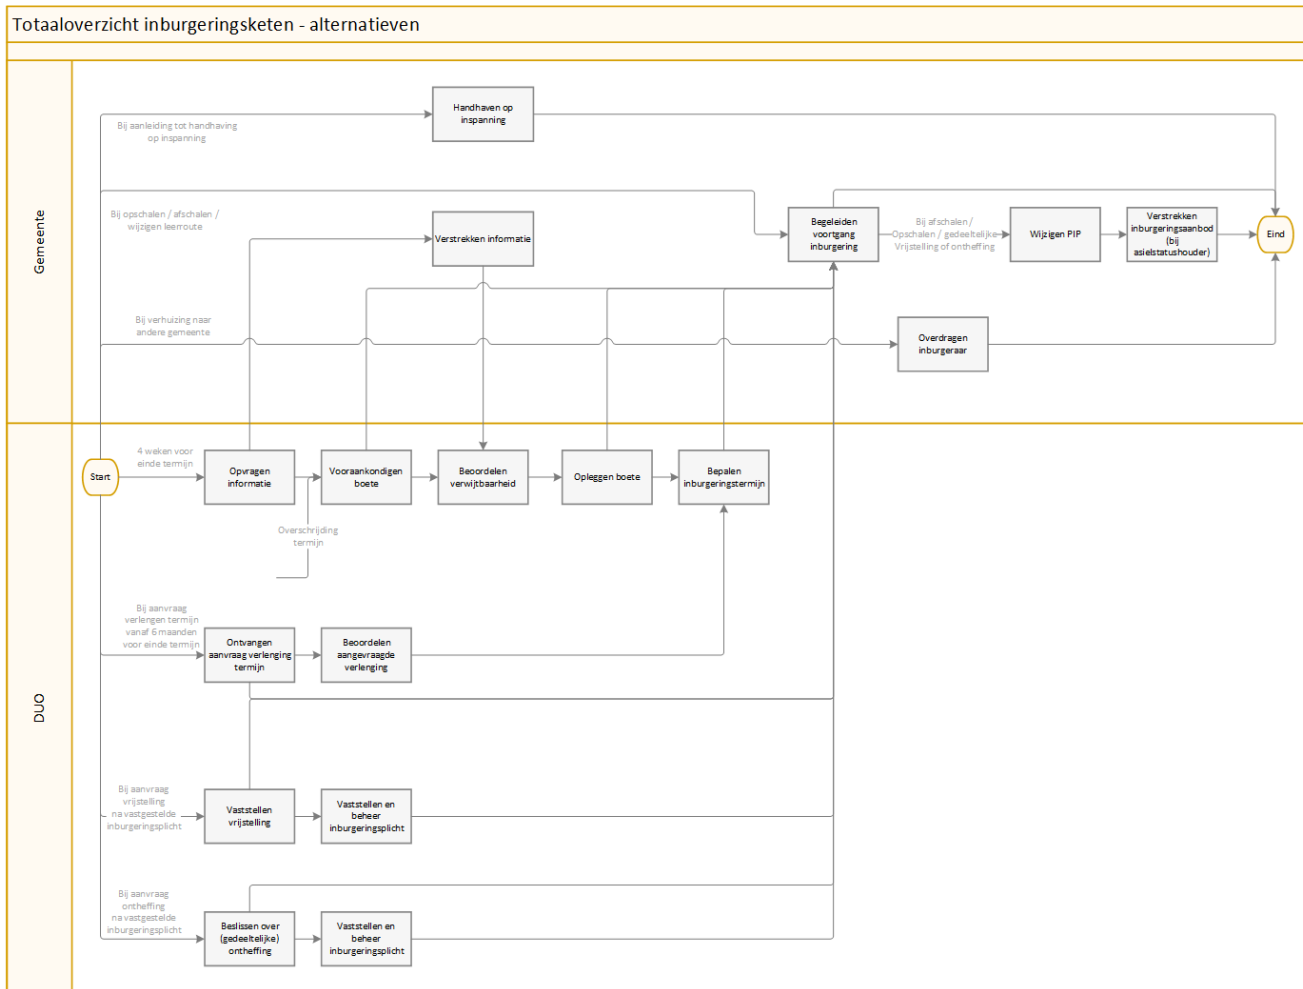 Totaaloverzicht inburgeringsketen - alternatieven
Gemeente
Handhaven op
inspanning
Bij aanleiding tot handhaving
op inspanning
Bij opschalen / afschalen /
wijzigen leerroute
Verstrekken informatie
Begeleiden
voortgang
inburgering
Bij afschalen /
Opschalen / gedeeltelijke
Vrijstelling of ontheffing
Wijzigen PIP
Verstrekken
inburgeringsaanbod
(bij
asielstatushouder)
Eind
Bij verhuizing naar
andere gemeente
Overdragen
inburgeraar
DUO
Start
4 weken voor
einde termijn
Opvragen
informatie
Vooraankondigen
boete
Beoordelen
verwijtbaarheid
Opleggen boete
Bepalen
inburgeringstermijn
Overschrijding
termijn
Bij aanvraag
verlengen termijn
vanaf 6 maanden
voor einde termijn
Ontvangen
aanvraag verlenging
termijn
Beoordelen
aangevraagde
verlenging
Bij aanvraag
vrijstelling
na vastgestelde
inburgeringsplicht
Vaststellen
vrijstelling
Vaststellen en
beheer
inburgeringsplicht
Bij aanvraag
ontheffing
na vastgestelde
inburgeringsplicht
Beslissen over
(gedeeltelijke)
ontheffing
Vaststellen en
beheer
inburgeringsplicht